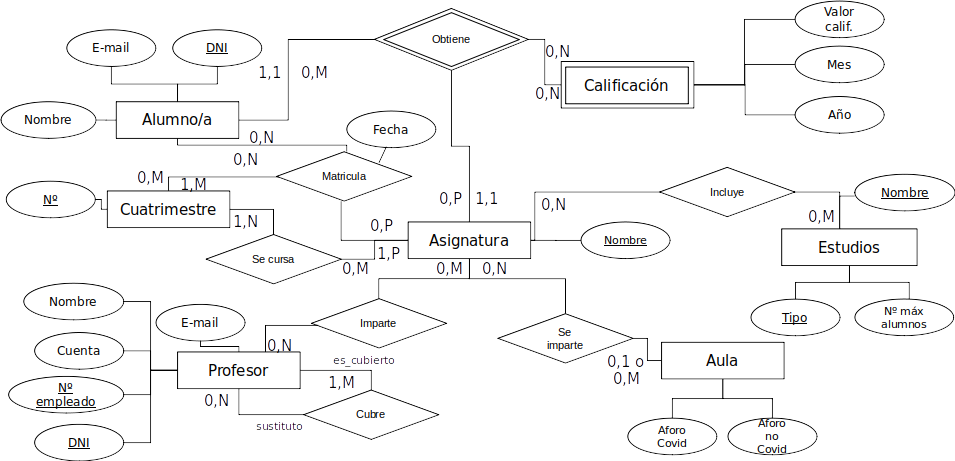 Valor
calif.
E-mail
DNI
Obtiene
0,N
1,1
0,M
Mes
Calificación
0,N
Nombre
Alumno/a
Año
Fecha
0,N
0,N
Matricula
0,M
1,M
Incluye
Nombre
Nº
Cuatrimestre
0,P
1,1
0,N
0,M
1,N
0,P
Asignatura
Nombre
Estudios
Se cursa
1,P
0,M
0,M
0,N
Nombre
Tipo
Nº máx
alumnos
E-mail
Imparte
Se
imparte
Cuenta
0,N
es_cubierto
0,1 o
0,M
Aula
Profesor
1,M
Nº
empleado
0,N
Cubre
sustituto
DNI
Aforo
Covid
Aforo
no
Covid